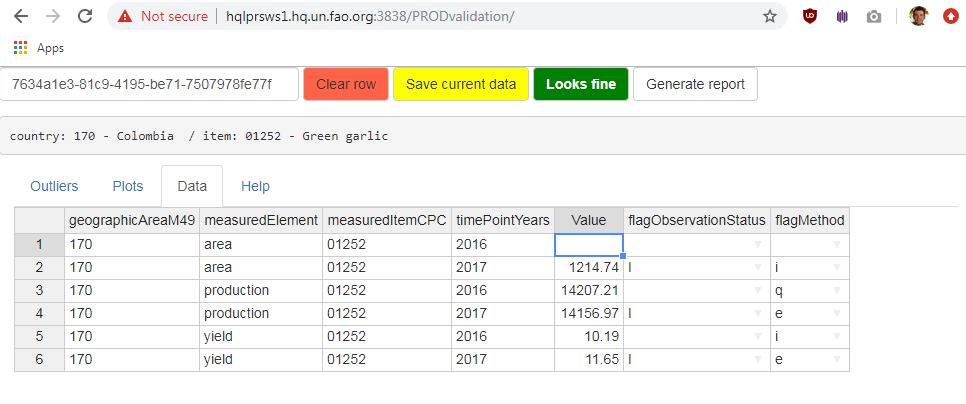 Not secure | hqlprsws1.hq.un.fao.org:3838/PRODvalidation/
Apps
7634a1e3-81c9-4195-be71-7507978fe77f Clear row Save current data Looks fine Generate report
country: 170 - Colombia / item: 01252 - Green garlic
Outliers Plots Data Help
geographicAreaM49 measuredElement measuredItemCPC timePointYears Value flagObservationStatus flagMethod
1 170 area 01252 2016
2 170 area 01252 2017 1214.74 I i
3 170 production 01252 2016 14207.21 q
4 170 production 01252 2017 14156.97 I e
5 170 yield 01252 2016 10.19 i
6 170 yield 01252 2017 11.65 I e